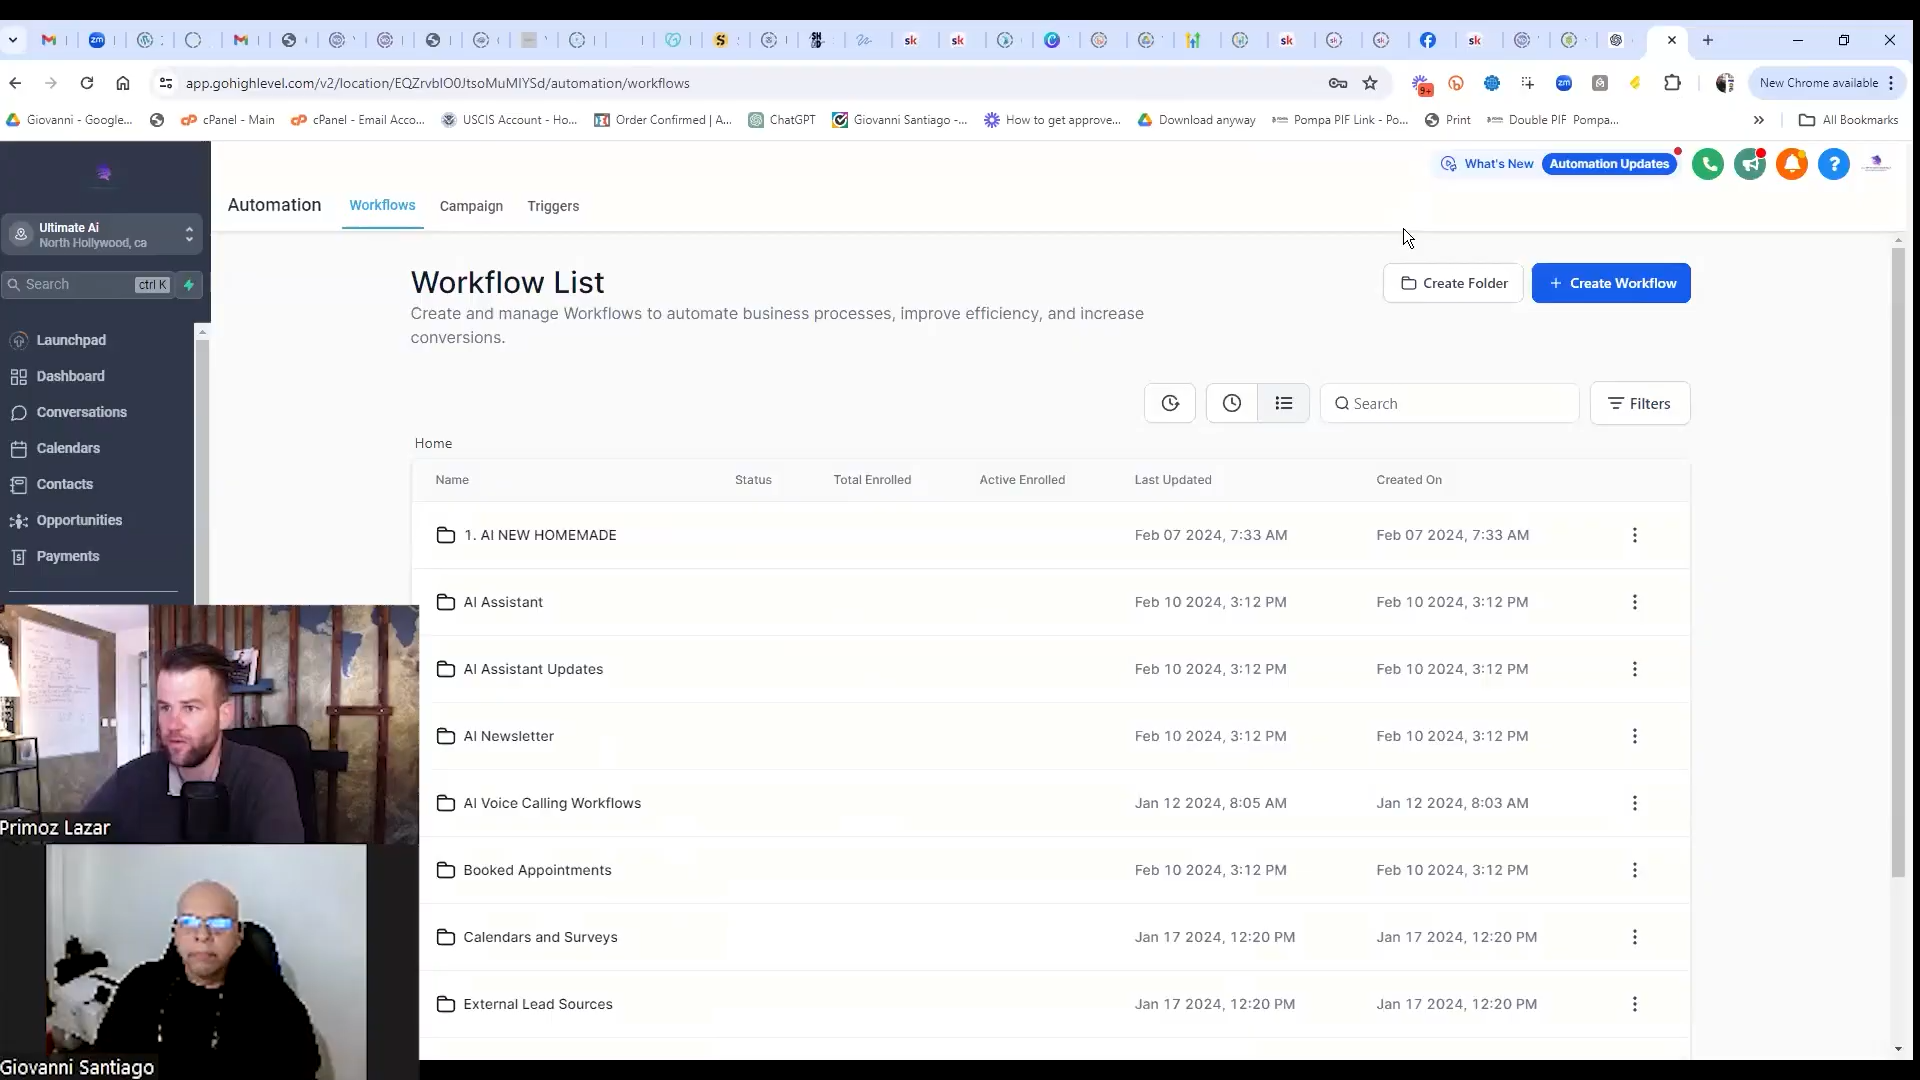 app.gohighlevel.com/v2/location/EQZrvblO0JtsoMuMlYSd/automation/workflows
9+
New Chrome available
Giovanni - Google...
cPanel - Main
cPanel - Email Acco...
USCIS Account - Ho...
Order Confirmed | A...
ChatGPT
Giovanni Santiago -...
How to get approve...
Download anyway
Pompa PIF Link - Po...
Print
Double PIF Pompa...
All Bookmarks
What's New
Automation Updates
Automation
Workflows
Campaign
Triggers
Ultimate Ai
North Hollywood, ca
Search
ctrl K
Launchpad
Dashboard
Conversations
Calendars
Contacts
Opportunities
Payments
Workflow List
Create and manage Workflows to automate business processes, improve efficiency, and increase
conversions.
Create Folder
+ Create Workflow
Search
Filters
Home
Name Status Total Enrolled Active Enrolled Last Updated Created On
1. AI NEW HOMEMADE Feb 07 2024, 7:33 AM Feb 07 2024, 7:33 AM
AI Assistant Feb 10 2024, 3:12 PM Feb 10 2024, 3:12 PM
AI Assistant Updates Feb 10 2024, 3:12 PM Feb 10 2024, 3:12 PM
AI Newsletter Feb 10 2024, 3:12 PM Feb 10 2024, 3:12 PM
AI Voice Calling Workflows Jan 12 2024, 8:05 AM Jan 12 2024, 8:03 AM
Booked Appointments Feb 10 2024, 3:12 PM Feb 10 2024, 3:12 PM
Calendars and Surveys Jan 17 2024, 12:20 PM Jan 17 2024, 12:20 PM
External Lead Sources Jan 17 2024, 12:20 PM Jan 17 2024, 12:20 PM
Primoz Lazar
Giovanni Santiago